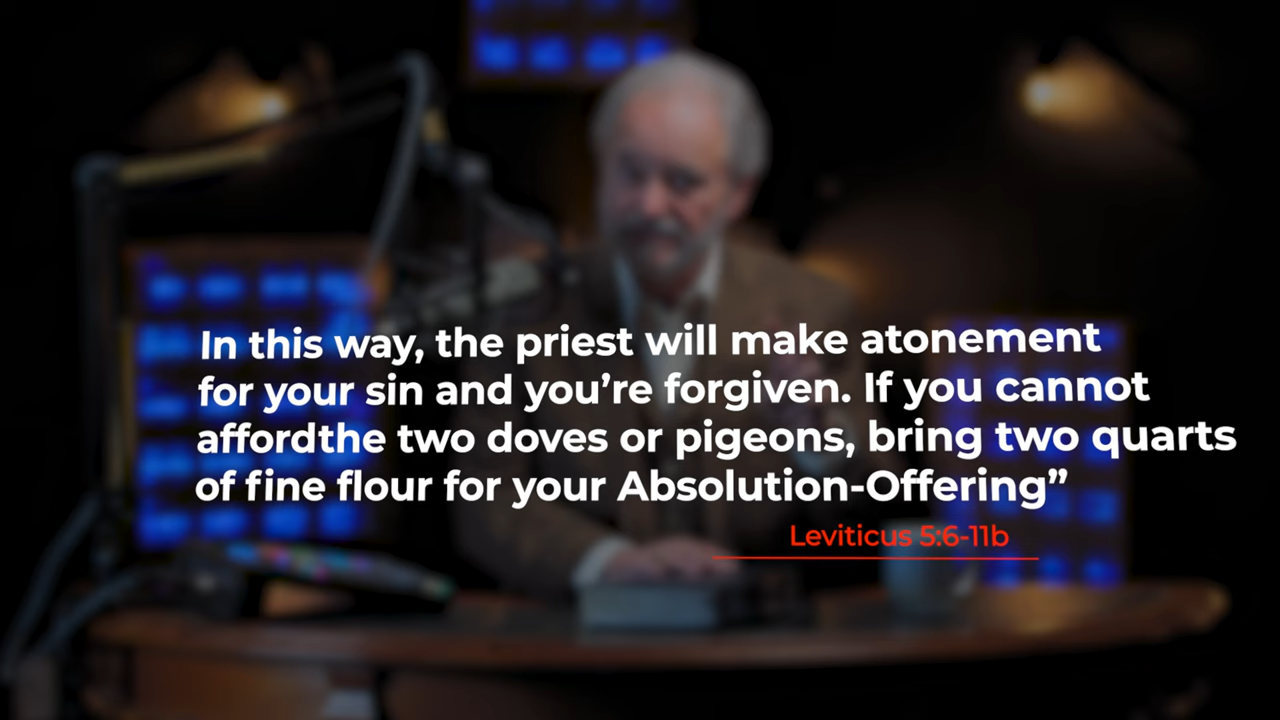 In this way, the priest will make atonement
for your sin and you’re forgiven. If you cannot
affordthe two doves or pigeons, bring two quarts
of fine flour for your Absolution-Offering”
Leviticus 5:6-11b